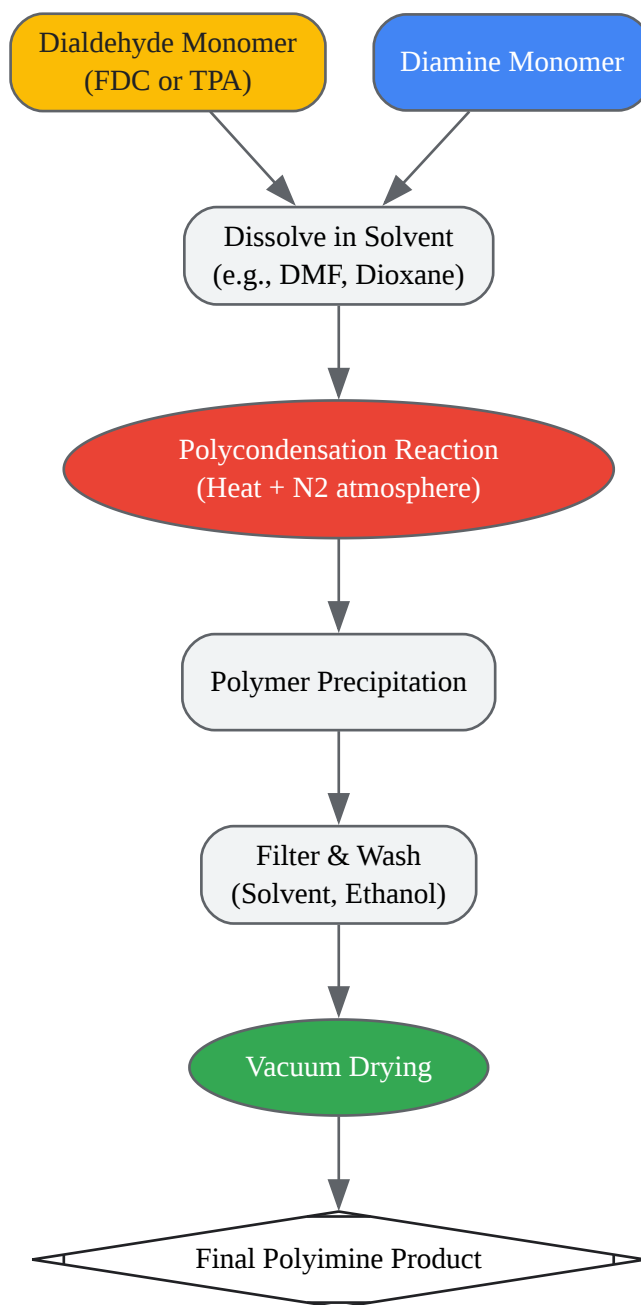 Dialdehyde Monomer
(FDC or TPA)
Diamine Monomer
Dissolve in Solvent
(e.g., DMF, Dioxane)
Polycondensation Reaction
(Heat + N2 atmosphere)
Polymer Precipitation
Filter & Wash
(Solvent, Ethanol)
Vacuum Drying
Final Polyimine Product